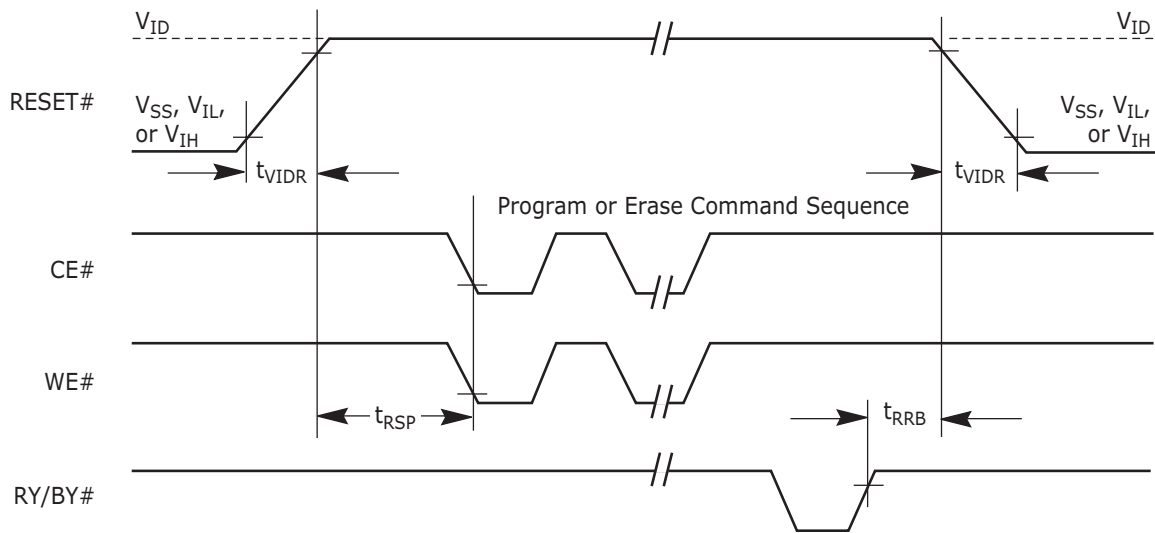 V_ID
V_ID
RESET#
V_SS, V_IL,
or V_IH
V_SS, V_IL,
or V_IH
t_VIDR
t_VIDR
Program or Erase Command Sequence
CE#
WE#
t_RSP
t_RRB
RY/BY#